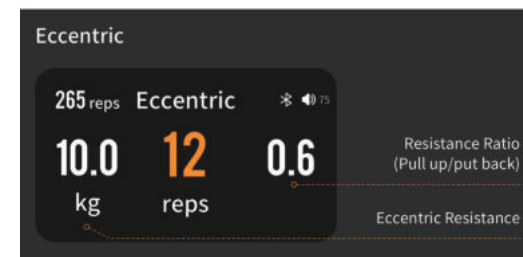 Eccentric
265 reps Eccentric 75
10.0 12 0.6
kg reps
Resistance Ratio
(Pull up/put back)
Eccentric Resistance